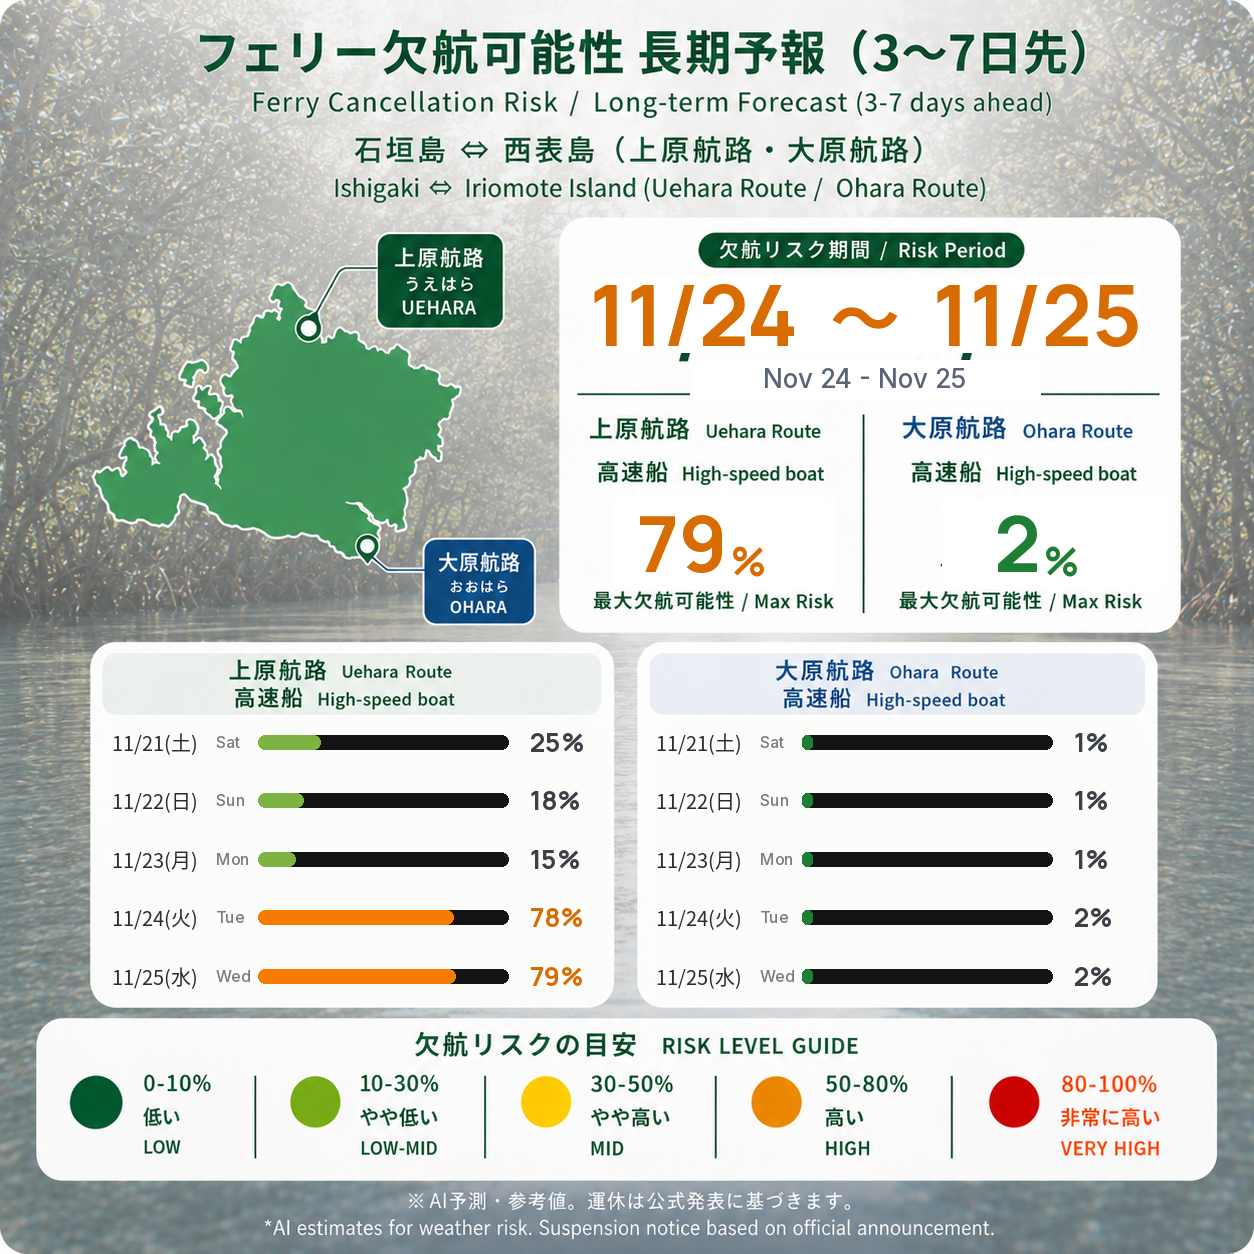 フェリー欠航可能性 長期予報（3〜7日先）
Ferry Cancellation Risk / Long-term Forecast (3-7 days ahead)
石垣島 ⇔ 西表島（上原航路・大原航路）
Ishigaki ⇔ Iriomote Island (Uehara Route / Ohara Route)
上原航路
うえはら
UEHARA
大原航路
おおはら
OHARA
欠航リスク期間 / Risk Period
11/24 〜 11/25
Nov 24 - Nov 25
上原航路 Uehara Route
高速船 High-speed boat
79%
最大欠航可能性 / Max Risk
大原航路 Ohara Route
高速船 High-speed boat
2%
最大欠航可能性 / Max Risk
上原航路 Uehara Route
高速船 High-speed boat
11/21(土) Sat 25%
11/22(日) Sun 18%
11/23(月) Mon 15%
11/24(火) Tue 78%
11/25(水) Wed 79%
大原航路 Ohara Route
高速船 High-speed boat
11/21(土) Sat 1%
11/22(日) Sun 1%
11/23(月) Mon 1%
11/24(火) Tue 2%
11/25(水) Wed 2%
欠航リスクの目安 RISK LEVEL GUIDE
0-10%
低い
LOW
10-30%
やや低い
LOW-MID
30-50%
やや高い
MID
50-80%
高い
HIGH
80-100%
非常に高い
VERY HIGH
※ AI予測・参考値。運休は公式発表に基づきます。
*AI estimates for weather risk. Suspension notice based on official announcement.